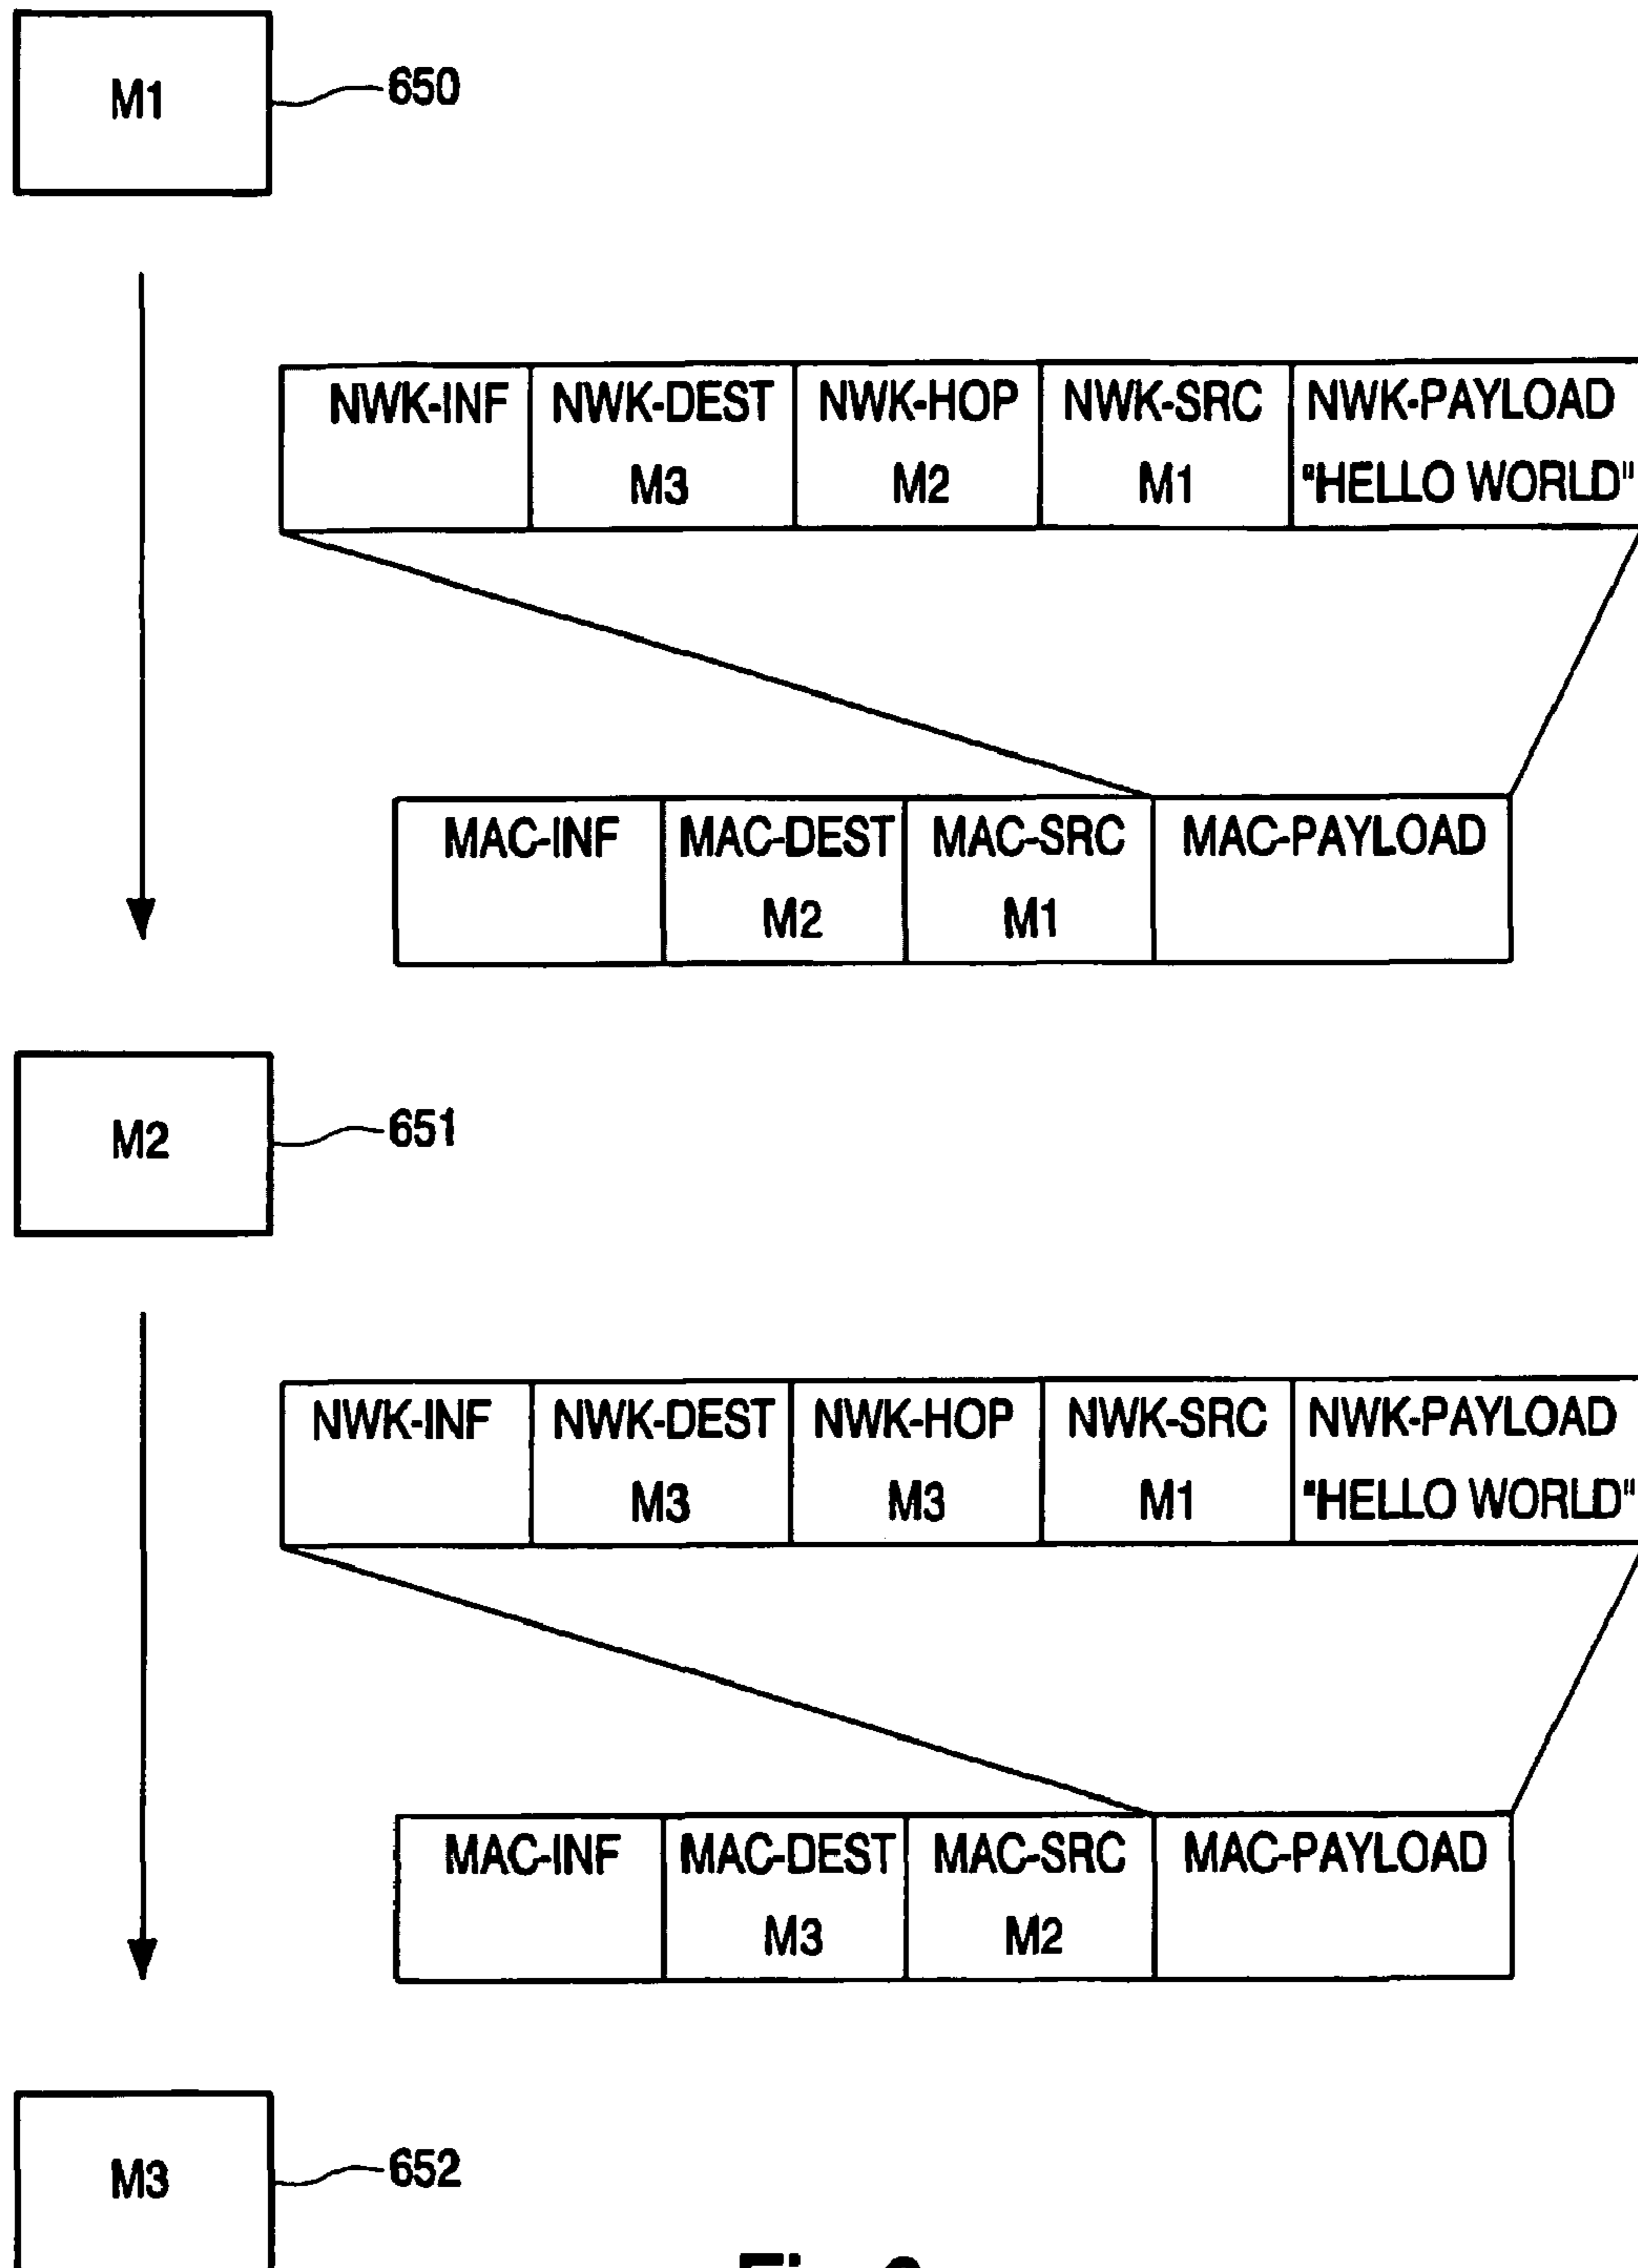 M1
650
NWK-INF NWK-DEST NWK-HOP NWK-SRC NWK-PAYLOAD
M3 M2 M1 "HELLO WORLD"
MAC-INF MAC-DEST MAC-SRC MAC-PAYLOAD
M2 M1
M2
651
NWK-INF NWK-DEST NWK-HOP NWK-SRC NWK-PAYLOAD
M3 M3 M1 "HELLO WORLD"
MAC-INF MAC-DEST MAC-SRC MAC-PAYLOAD
M3 M2
M3
652